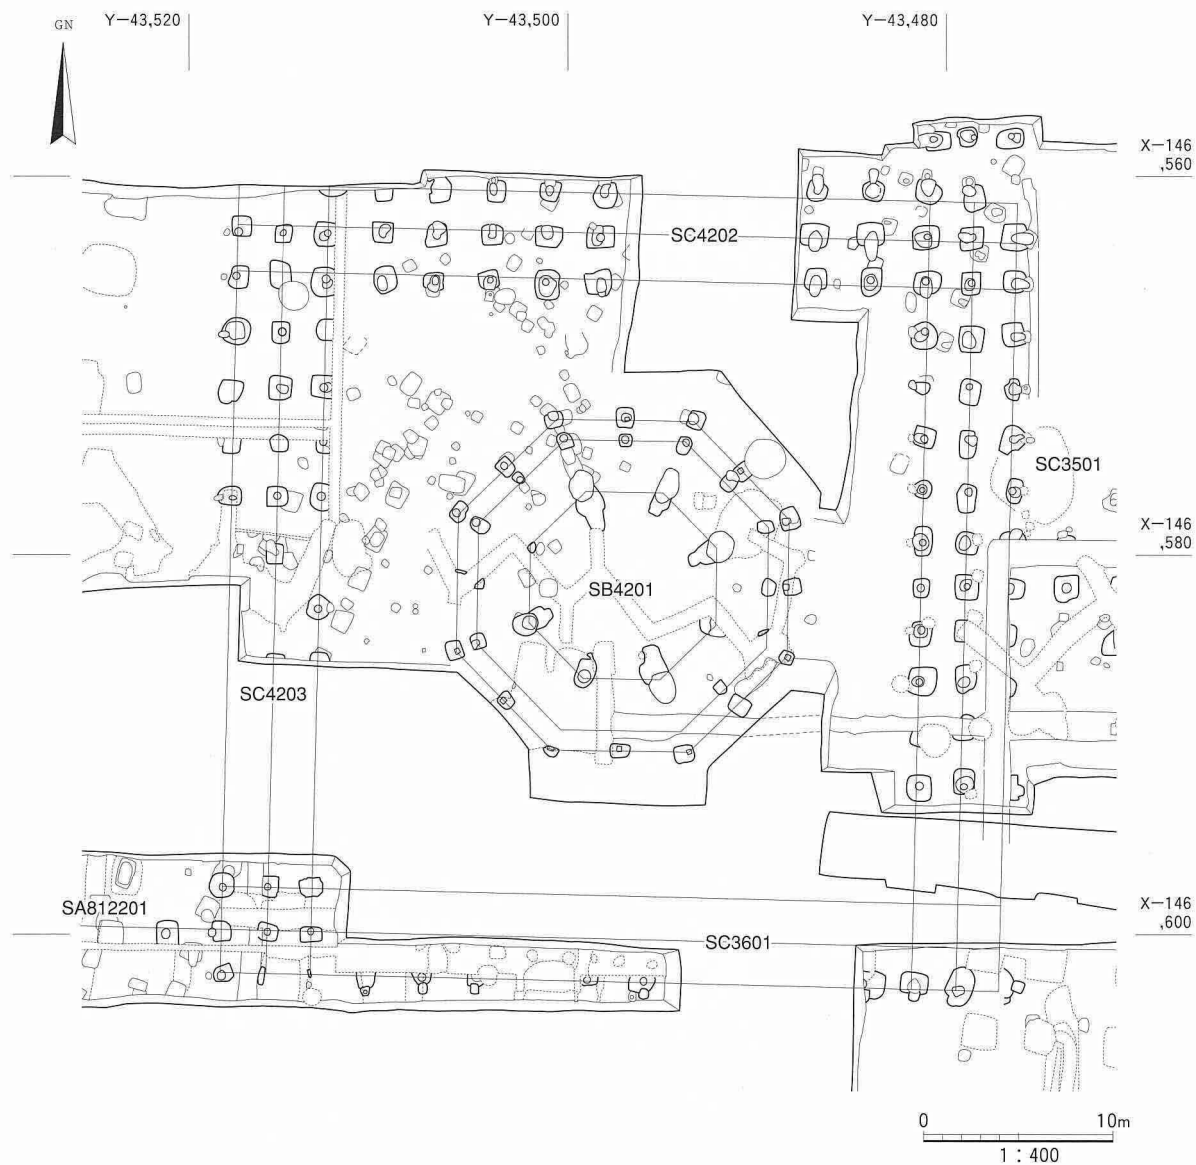 GN
Y−43,520
Y−43,500
Y−43,480
X−146
,560
SC4202
SC3501
X−146
,580
SB4201
SC4203
SA812201
X−146
,600
SC3601
0 10m
1 : 400